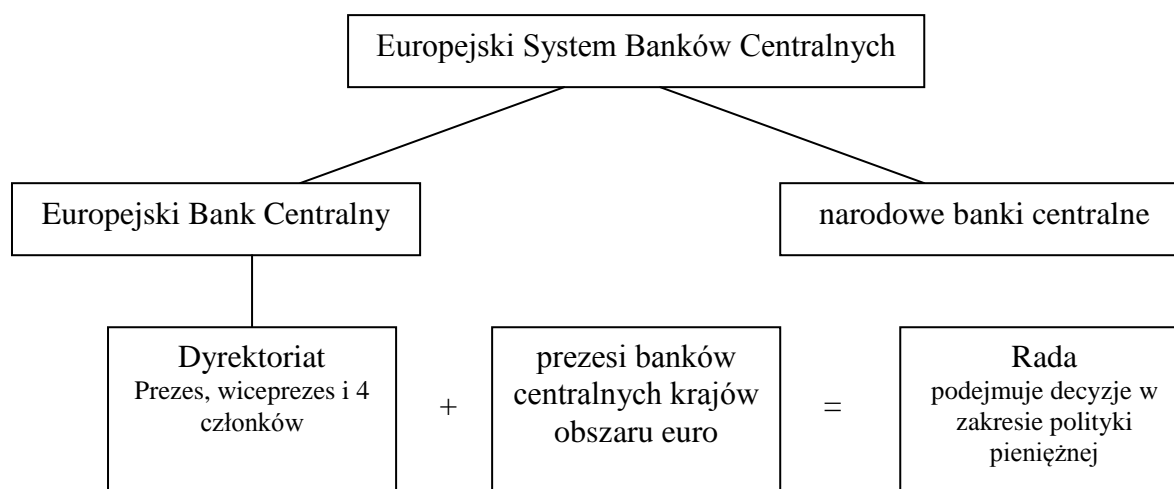 Europejski System Banków Centralnych
Europejski Bank Centralny
narodowe banki centralne
Dyrektoriat
Prezes, wiceprezes i 4
członków
+
prezesi banków
centralnych krajów
obszaru euro
=
Rada
podejmuje decyzje w
zakresie polityki
pieniężnej